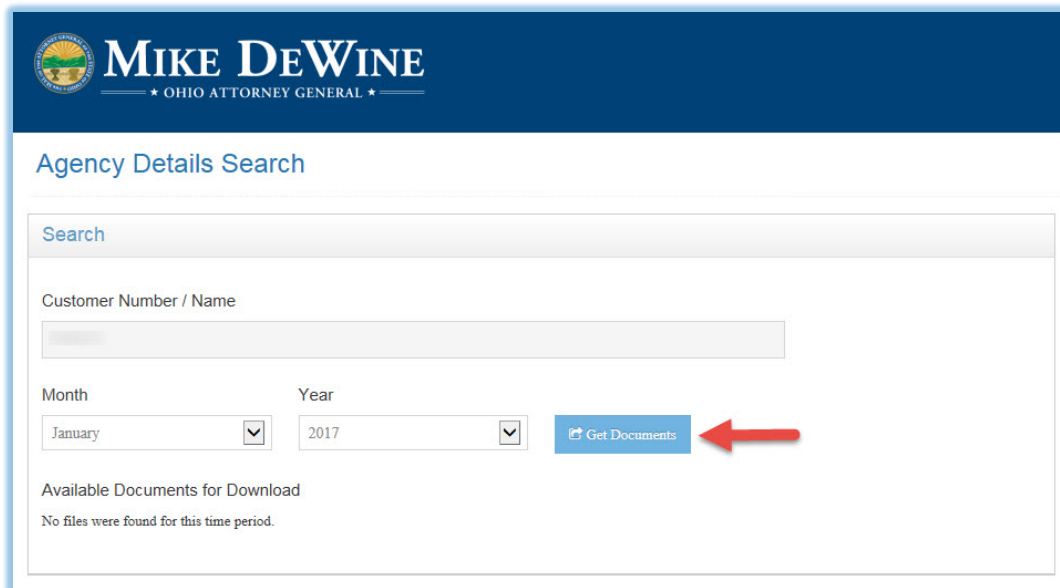 MIKE DEWINE
★ OHIO ATTORNEY GENERAL ★
Agency Details Search
Search
Customer Number / Name
Month Year
January 2017 Get Documents
Available Documents for Download
No files were found for this time period.